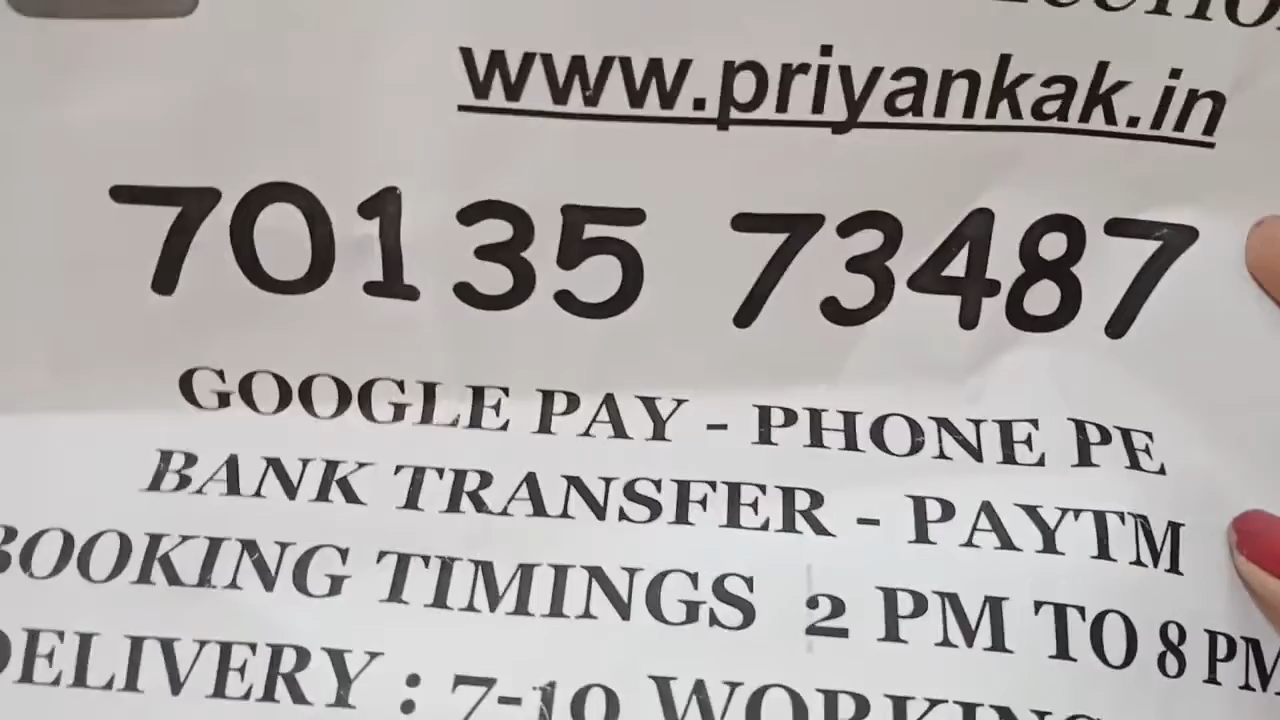 www.priyankak.in
70135 73487
GOOGLE PAY - PHONE PE
BANK TRANSFER - PAYTM
BOOKING TIMINGS 2 PM TO 8 PM
DELIVERY : 7-10 WORKING